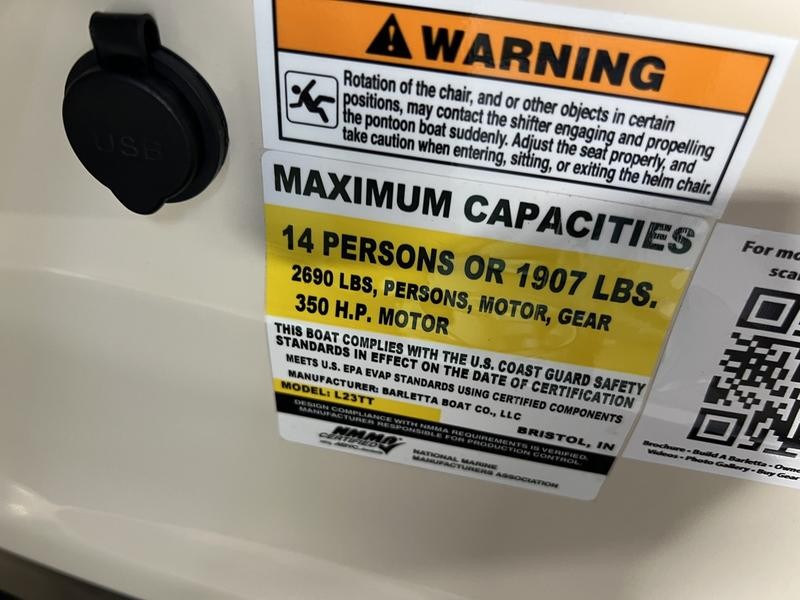 USB
WARNING
Rotation of the chair, and or other objects in certain
positions, may contact the shifter engaging and propelling
the pontoon boat suddenly. Adjust the seat properly, and
take caution when entering, sitting, or exiting the helm chair.
MAXIMUM CAPACITIES
14 PERSONS OR 1907 LBS.
2690 LBS, PERSONS, MOTOR, GEAR
350 H.P. MOTOR
THIS BOAT COMPLIES WITH THE U.S. COAST GUARD SAFETY
STANDARDS IN EFFECT ON THE DATE OF CERTIFICATION
MEETS U.S. EPA EVAP STANDARDS USING CERTIFIED COMPONENTS
MANUFACTURER: BARLETTA BOAT CO., LLC
MODEL: L23TT
BRISTOL, IN
DESIGN COMPLIANCE WITH NMMA REQUIREMENTS IS VERIFIED.
MANUFACTURER RESPONSIBLE FOR PRODUCTION CONTROL.
NMMA
CERTIFIED
NATIONAL MARINE
MANUFACTURERS ASSOCIATION
For mo
sca
Brochure • Build A Barletta • Owne
Videos • Photo Gallery • Buy Gear